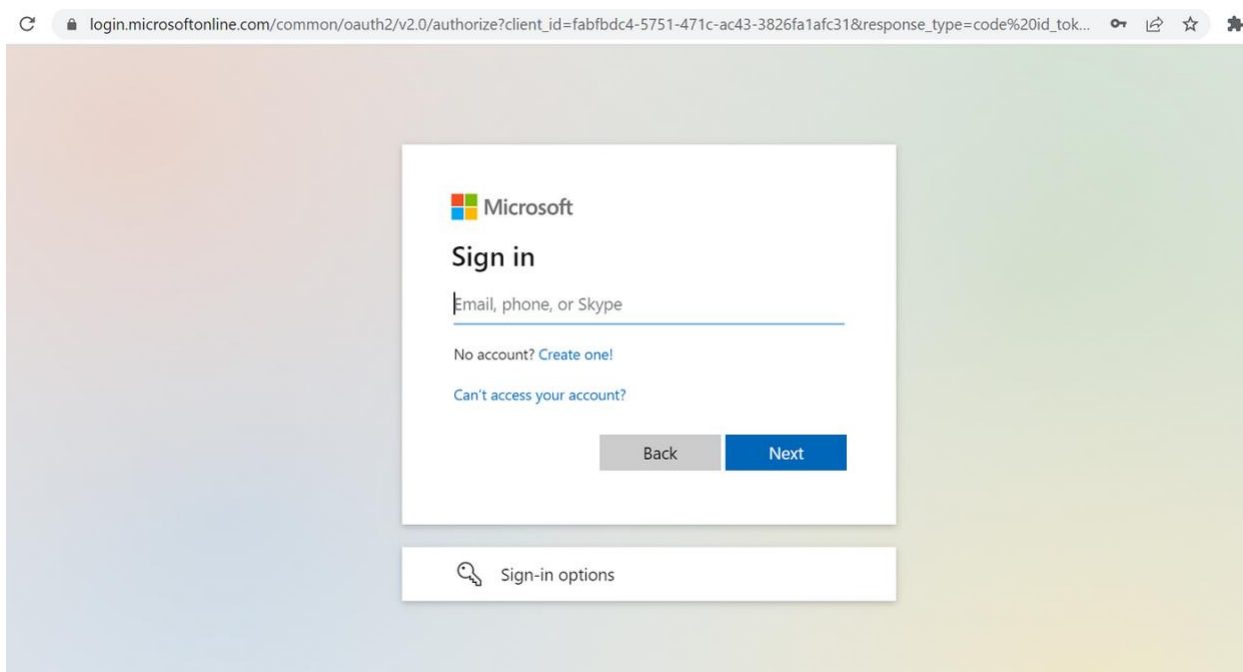 login.microsoftonline.com/common/oauth2/v2.0/authorize?client_id=fabfbdc4-5751-471c-ac43-3826fa1afc31&response_type=code%20id_tok...
Microsoft
Sign in
Email, phone, or Skype
No account? Create one!
Can't access your account?
Back Next
Sign-in options